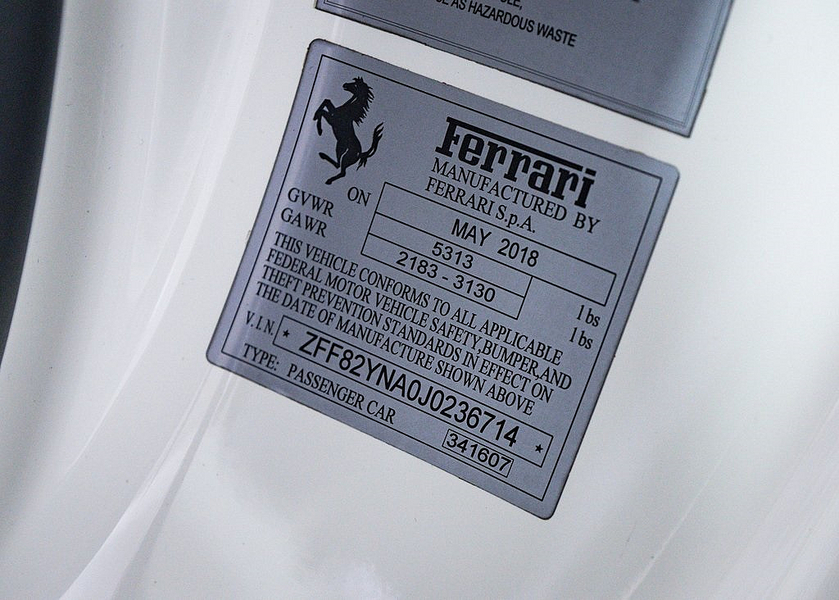 E AS HAZARDOUS WASTE
Ferrari
MANUFACTURED BY
FERRARI S.p.A.
ON MAY 2018
GVWR 5313 lbs
GAWR 2183 - 3130 lbs
THIS VEHICLE CONFORMS TO ALL APPLICABLE
FEDERAL MOTOR VEHICLE SAFETY,BUMPER,AND
THEFT PREVENTION STANDARDS IN EFFECT ON
THE DATE OF MANUFACTURE SHOWN ABOVE
V.I.N. * ZFF82YNA0J0236714 *
TYPE: PASSENGER CAR
341607